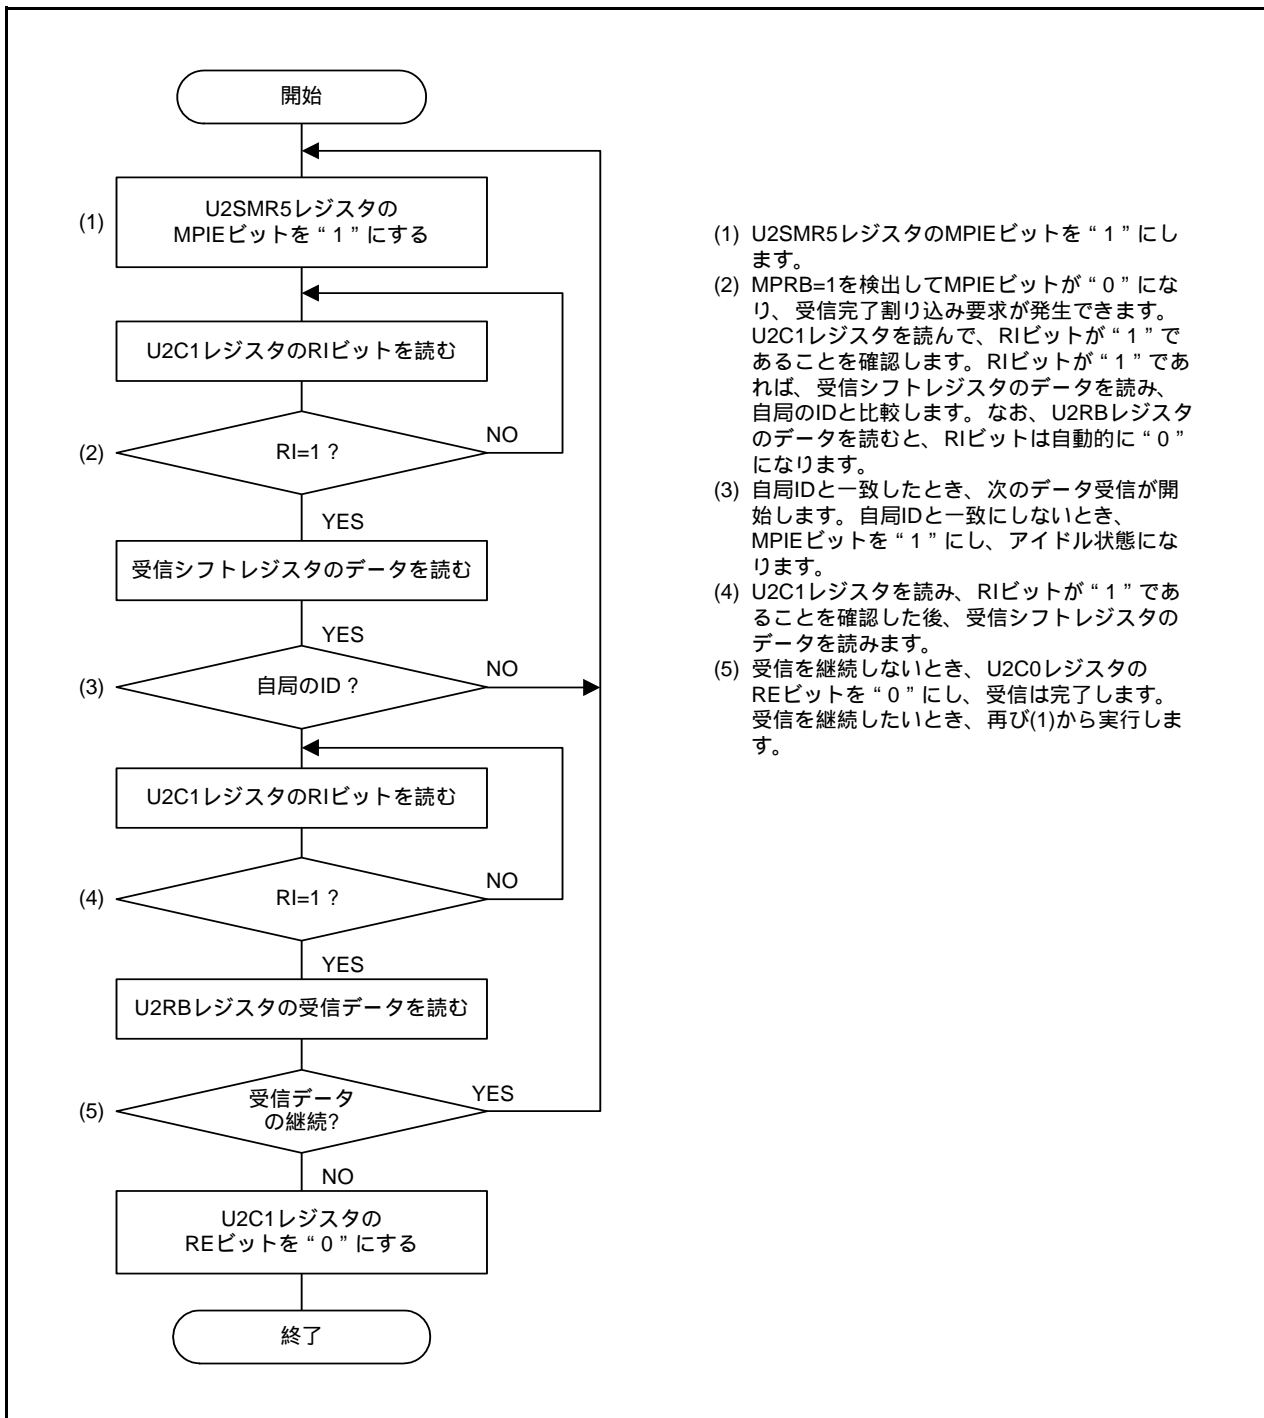 開始
(1)
U2SMR5レジスタの
MPIEビットを“1”にする
U2C1レジスタのRIビットを読む
(2)
RI=1 ?
NO
YES
受信シフトレジスタのデータを読む
YES
(3)
自局のID ?
NO
U2C1レジスタのRIビットを読む
(4)
RI=1 ?
NO
YES
U2RBレジスタの受信データを読む
(5)
受信データ
の継続?
YES
NO
U2C1レジスタの
REビットを“0”にする
終了
(1) U2SMR5レジスタのMPIEビットを“1”にし
ます。
(2) MPRB=1を検出してMPIEビットが“0”にな
り、受信完了割り込み要求が発生できます。
U2C1レジスタを読んで、RIビットが“1”で
あることを確認します。RIビットが“1”であ
れば、受信シフトレジスタのデータを読み、
自局のIDと比較します。なお、U2RBレジスタ
のデータを読むと、RIビットは自動的に“0”
になります。
(3) 自局IDと一致したとき、次のデータ受信が開
始します。自局IDと一致にしないとき、
MPIEビットを“1”にし、アイドル状態にな
ります。
(4) U2C1レジスタを読み、RIビットが“1”であ
ることを確認した後、受信シフトレジスタの
データを読みます。
(5) 受信を継続しないとき、U2C0レジスタの
REビットを“0”にし、受信は完了します。
受信を継続したいとき、再び(1)から実行しま
す。